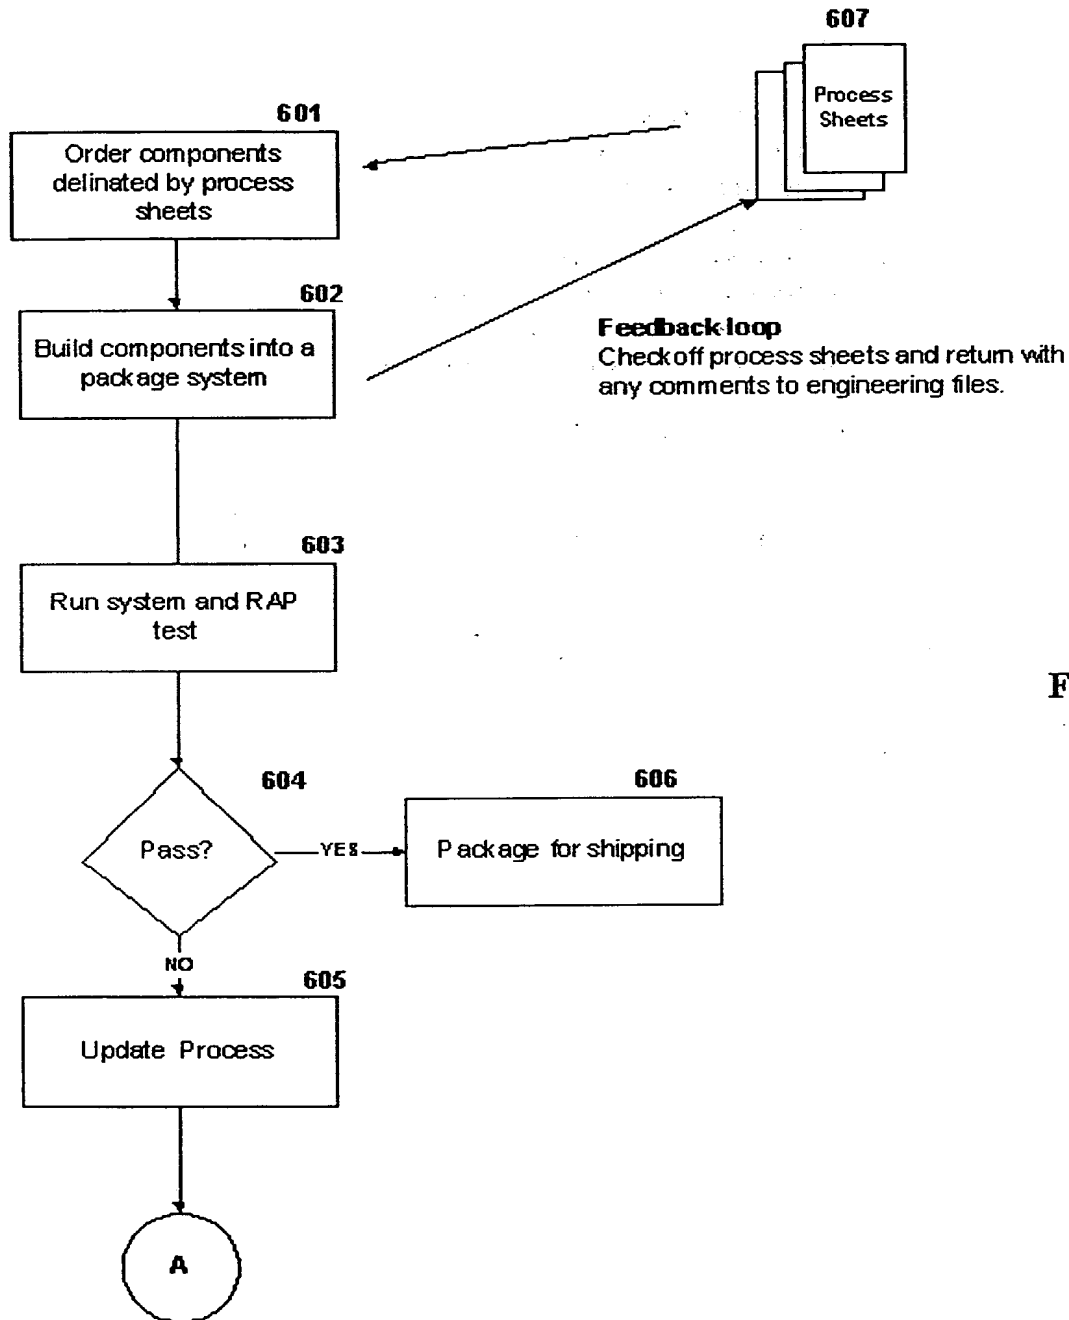 607
Process
Sheets
601
Order components
delinated by process
sheets
602
Build components into a
package system
Feedback loop
Checkoff process sheets and return with
any comments to engineering files.
603
Run system and RAP
test
F
604
Pass?
YES
606
Package for shipping
NO
605
Update Process
A